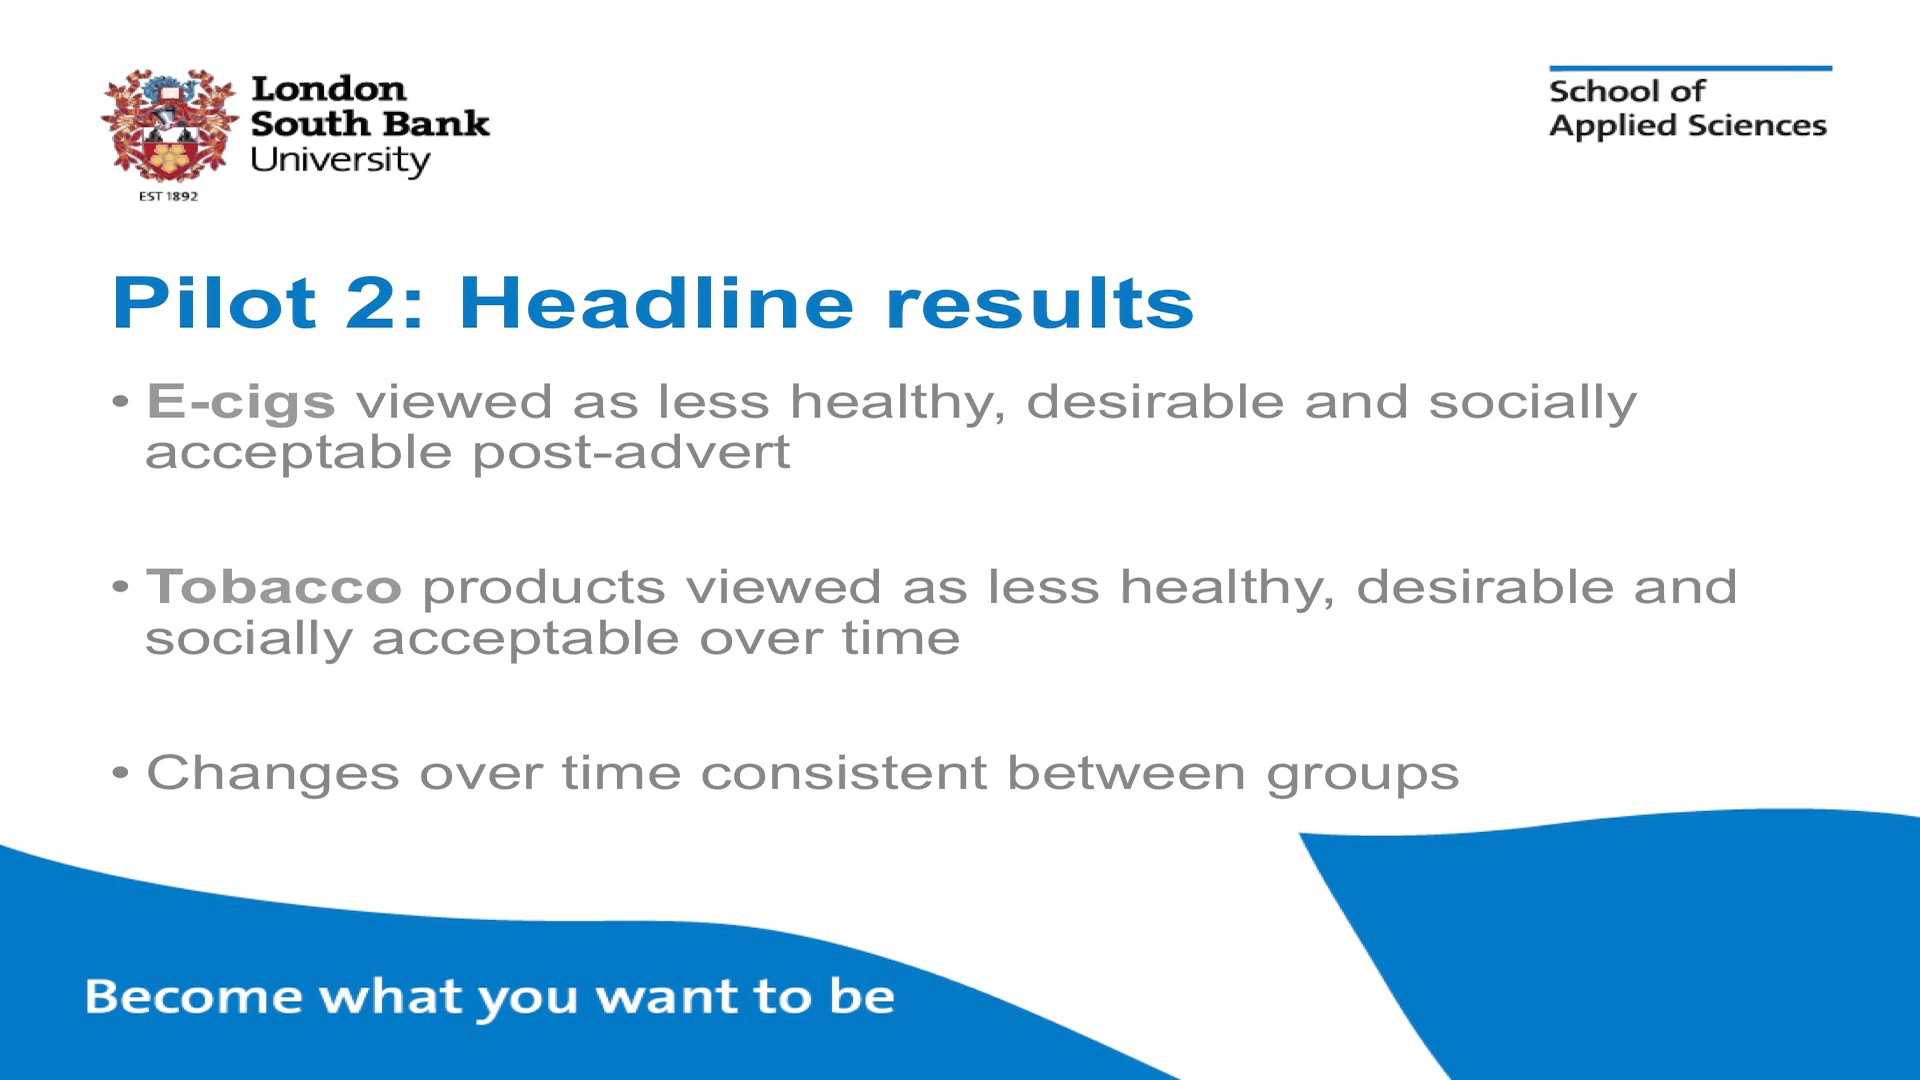 London
South Bank
University
EST 1892
School of
Applied Sciences
Pilot 2: Headline results
• E-cigs viewed as less healthy, desirable and socially
acceptable post-advert
• Tobacco products viewed as less healthy, desirable and
socially acceptable over time
• Changes over time consistent between groups
Become what you want to be